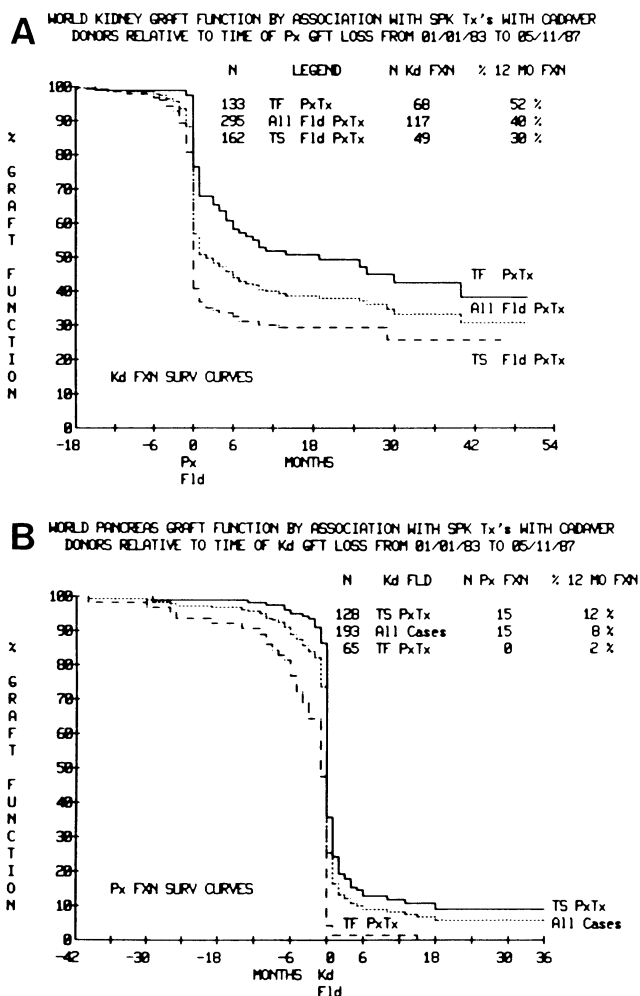 A WORLD KIDNEY GRAFT FUNCTION BY ASSOCIATION WITH SPK Tx's WITH CADAVER
DONORS RELATIVE TO TIME OF Px GFT LOSS FROM 01/01/83 TO 05/11/87
N LEGEND N Kd FXN % 12 MO FXN
133 TF PxTx 68 52 %
295 All Fld PxTx 117 40 %
162 TS Fld PxTx 49 30 %
% GRAFT FUNCTION
100
90
80
70
60
50
40
30
20
10
0
TF PxTx
All Fld PxTx
TS Fld PxTx
Kd FXN SURV CURVES
-18 -6 0 6 18 30 42 54
Px MONTHS
Fld
B WORLD PANCREAS GRAFT FUNCTION BY ASSOCIATION WITH SPK Tx's WITH CADAVER
DONORS RELATIVE TO TIME OF Kd GFT LOSS FROM 01/01/83 TO 05/11/87
N Kd FLD N Px FXN % 12 MO FXN
128 TS PxTx 15 12 %
193 All Cases 15 8 %
65 TF PxTx 0 2 %
% GRAFT FUNCTION
100
90
80
70
60
50
40
30
20
10
0
Px FXN SURV CURVES
TS PxTx
All Cases
TF PxTx
-42 -30 -18 -6 0 6 18 30 36
MONTHS Kd
Fld